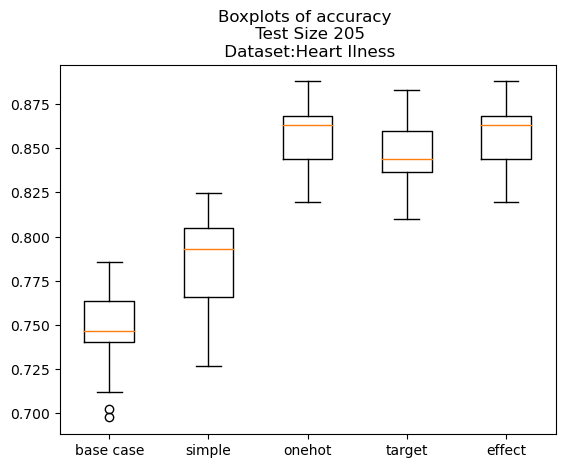 Boxplots of accuracy
Test Size 205
Dataset:Heart Ilness
0.875
0.850
0.825
0.800
0.775
0.750
0.725
0.700
base case simple onehot target effect